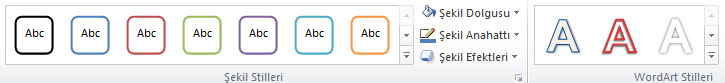 Abc Abc Abc Abc Abc Abc Abc
Şekil Dolgusu
Şekil Anahattı
Şekil Efektleri
A A A
Şekil Stilleri
WordArt Stilleri